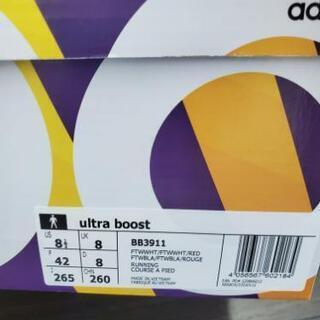 ad
ultra boost
US 8½ UK 8
F 42 D 8
J 265 CHN 260
BB3911
FTWWHT/FTWWHT/RED
FTWBLA/FTWBLA/ROUGE
RUNNING
COURSE A PIED
MADE IN VIETNAM
FABRIQUE AU VIETNAM
4 056567 602184